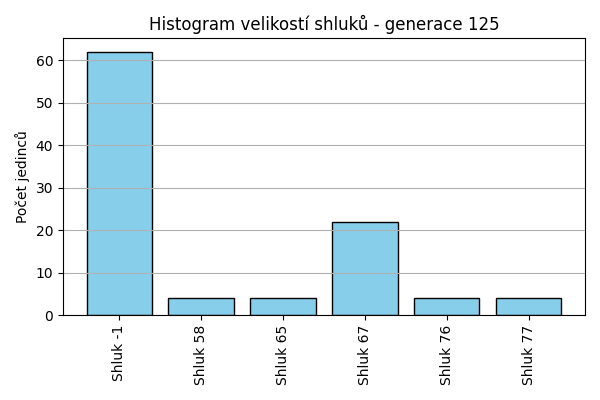 Histogram velikostí shluků - generace 125
Počet jedinců
60
50
40
30
20
10
0
Shluk -1
Shluk 58
Shluk 65
Shluk 67
Shluk 76
Shluk 77